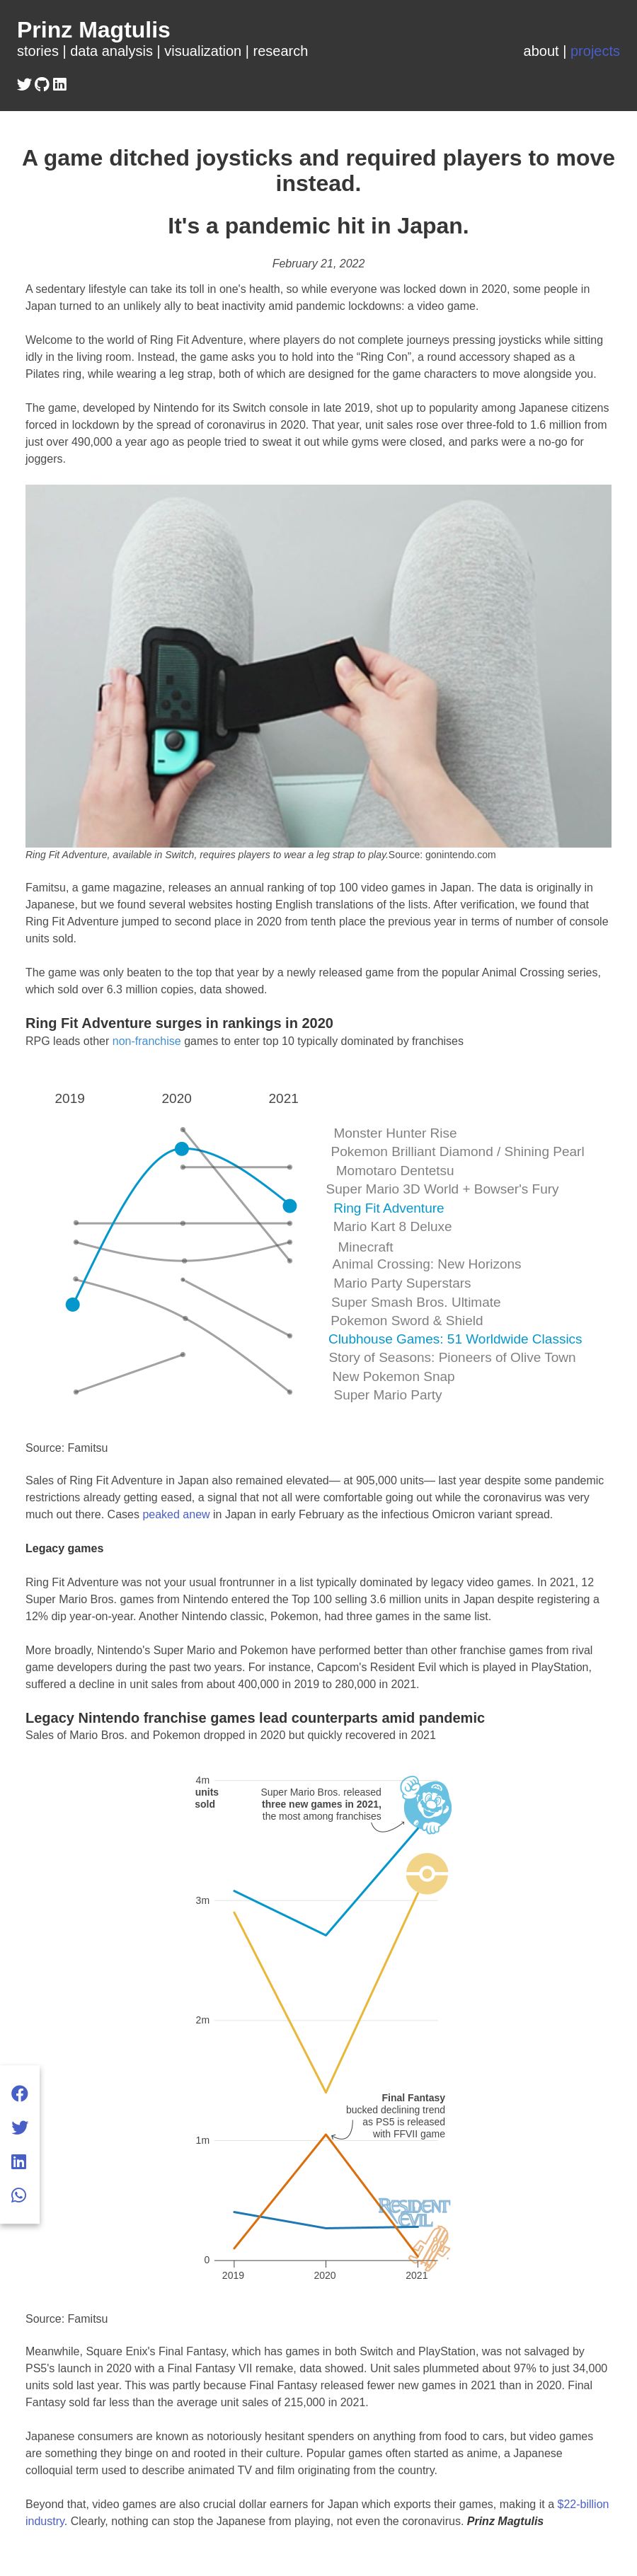 Prinz Magtulis
stories | data analysis | visualization | research
about | projects
A game ditched joysticks and required players to move
instead.
It's a pandemic hit in Japan.
February 21, 2022
A sedentary lifestyle can take its toll in one's health, so while everyone was locked down in 2020, some people in
Japan turned to an unlikely ally to beat inactivity amid pandemic lockdowns: a video game.
Welcome to the world of Ring Fit Adventure, where players do not complete journeys pressing joysticks while sitting
idly in the living room. Instead, the game asks you to hold into the “Ring Con”, a round accessory shaped as a
Pilates ring, while wearing a leg strap, both of which are designed for the game characters to move alongside you.
The game, developed by Nintendo for its Switch console in late 2019, shot up to popularity among Japanese citizens
forced in lockdown by the spread of coronavirus in 2020. That year, unit sales rose over three-fold to 1.6 million from
just over 490,000 a year ago as people tried to sweat it out while gyms were closed, and parks were a no-go for
joggers.
Ring Fit Adventure, available in Switch, requires players to wear a leg strap to play.Source: gonintendo.com
Famitsu, a game magazine, releases an annual ranking of top 100 video games in Japan. The data is originally in
Japanese, but we found several websites hosting English translations of the lists. After verification, we found that
Ring Fit Adventure jumped to second place in 2020 from tenth place the previous year in terms of number of console
units sold.
The game was only beaten to the top that year by a newly released game from the popular Animal Crossing series,
which sold over 6.3 million copies, data showed.
Ring Fit Adventure surges in rankings in 2020
RPG leads other non-franchise games to enter top 10 typically dominated by franchises
2019 2020 2021
Monster Hunter Rise
Pokemon Brilliant Diamond / Shining Pearl
Momotaro Dentetsu
Super Mario 3D World + Bowser's Fury
Ring Fit Adventure
Mario Kart 8 Deluxe
Minecraft
Animal Crossing: New Horizons
Mario Party Superstars
Super Smash Bros. Ultimate
Pokemon Sword & Shield
Clubhouse Games: 51 Worldwide Classics
Story of Seasons: Pioneers of Olive Town
New Pokemon Snap
Super Mario Party
Source: Famitsu
Sales of Ring Fit Adventure in Japan also remained elevated— at 905,000 units— last year despite some pandemic
restrictions already getting eased, a signal that not all were comfortable going out while the coronavirus was very
much out there. Cases peaked anew in Japan in early February as the infectious Omicron variant spread.
Legacy games
Ring Fit Adventure was not your usual frontrunner in a list typically dominated by legacy video games. In 2021, 12
Super Mario Bros. games from Nintendo entered the Top 100 selling 3.6 million units in Japan despite registering a
12% dip year-on-year. Another Nintendo classic, Pokemon, had three games in the same list.
More broadly, Nintendo's Super Mario and Pokemon have performed better than other franchise games from rival
game developers during the past two years. For instance, Capcom's Resident Evil which is played in PlayStation,
suffered a decline in unit sales from about 400,000 in 2019 to 280,000 in 2021.
Legacy Nintendo franchise games lead counterparts amid pandemic
Sales of Mario Bros. and Pokemon dropped in 2020 but quickly recovered in 2021
4m
units
sold
Super Mario Bros. released
three new games in 2021,
the most among franchises
3m
2m
Final Fantasy
bucked declining trend
as PS5 is released
with FFVII game
1m
RESIDENT
EVIL
0
2019 2020 2021
Source: Famitsu
Meanwhile, Square Enix's Final Fantasy, which has games in both Switch and PlayStation, was not salvaged by
PS5's launch in 2020 with a Final Fantasy VII remake, data showed. Unit sales plummeted about 97% to just 34,000
units sold last year. This was partly because Final Fantasy released fewer new games in 2021 than in 2020. Final
Fantasy sold far less than the average unit sales of 215,000 in 2021.
Japanese consumers are known as notoriously hesitant spenders on anything from food to cars, but video games
are something they binge on and rooted in their culture. Popular games often started as anime, a Japanese
colloquial term used to describe animated TV and film originating from the country.
Beyond that, video games are also crucial dollar earners for Japan which exports their games, making it a $22-billion
industry. Clearly, nothing can stop the Japanese from playing, not even the coronavirus. Prinz Magtulis